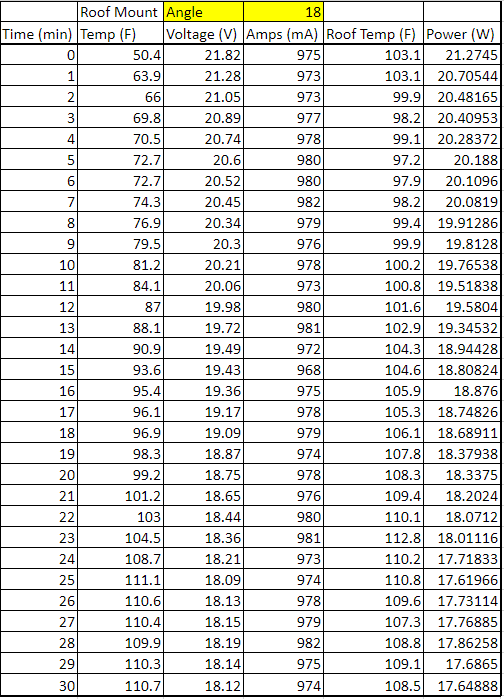 Roof Mount Angle 18
Time (min) Temp (F) Voltage (V) Amps (mA) Roof Temp (F) Power (W)
0 50.4 21.82 975 103.1 21.2745
1 63.9 21.28 973 103.1 20.70544
2 66 21.05 973 99.9 20.48165
3 69.8 20.89 977 98.2 20.40953
4 70.5 20.74 978 99.1 20.28372
5 72.7 20.6 980 97.2 20.188
6 72.7 20.52 980 97.9 20.1096
7 74.3 20.45 982 98.2 20.0819
8 76.9 20.34 979 99.4 19.91286
9 79.5 20.3 976 99.9 19.8128
10 81.2 20.21 978 100.2 19.76538
11 84.1 20.06 973 100.8 19.51838
12 87 19.98 980 101.6 19.5804
13 88.1 19.72 981 102.9 19.34532
14 90.9 19.49 972 104.3 18.94428
15 93.6 19.43 968 104.6 18.80824
16 95.4 19.36 975 105.9 18.876
17 96.1 19.17 978 105.3 18.74826
18 96.9 19.09 979 106.1 18.68911
19 98.3 18.87 974 107.8 18.37938
20 99.2 18.75 978 108.3 18.3375
21 101.2 18.65 976 109.4 18.2024
22 103 18.44 980 110.1 18.0712
23 104.5 18.36 981 112.8 18.01116
24 108.7 18.21 973 110.2 17.71833
25 111.1 18.09 974 110.8 17.61966
26 110.6 18.13 978 109.6 17.73114
27 110.4 18.15 979 107.3 17.76885
28 109.9 18.19 982 108.8 17.86258
29 110.3 18.14 975 109.1 17.6865
30 110.7 18.12 974 108.5 17.64888